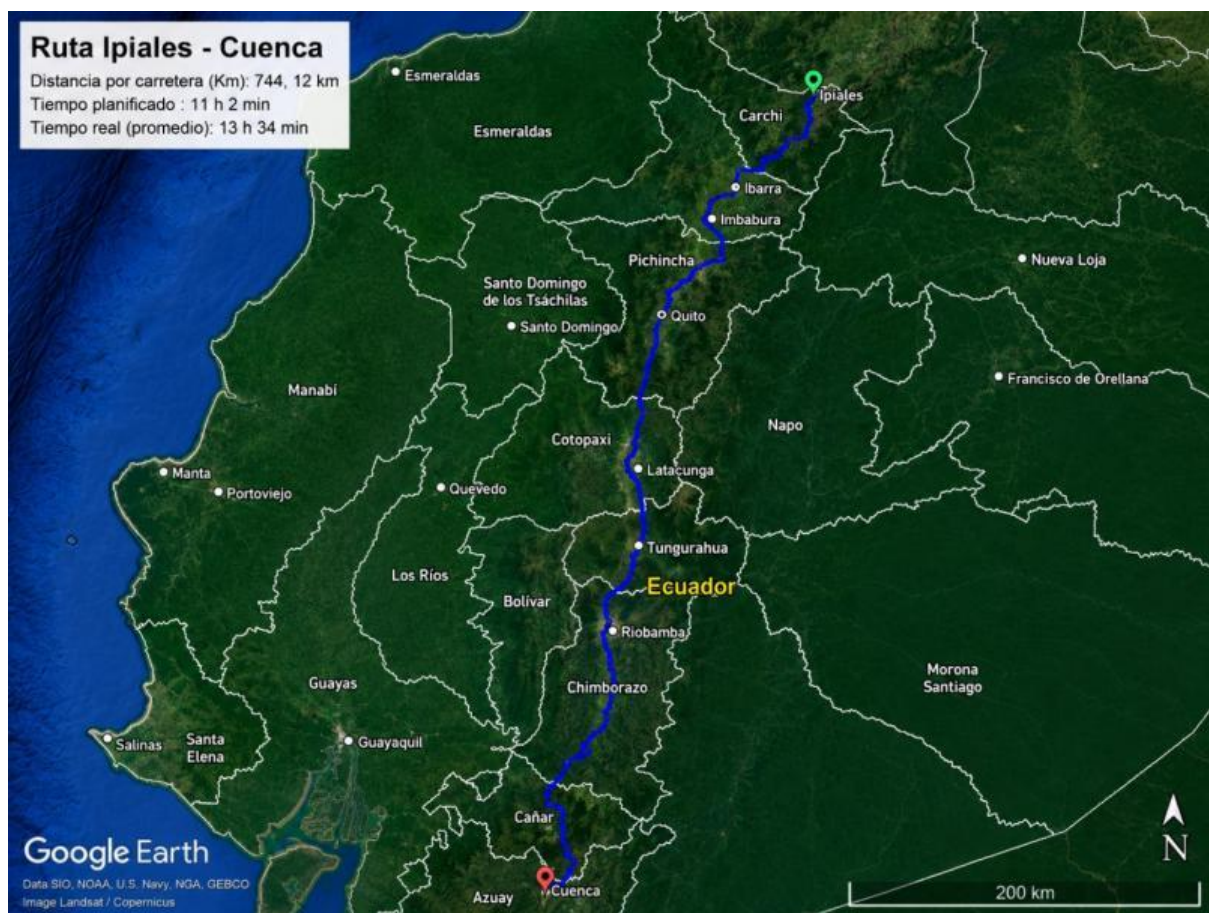 Ruta Ipiales - Cuenca
Distancia por carretera (Km): 744, 12 km
Tiempo planificado : 11 h 2 min
Tiempo real (promedio): 13 h 34 min
Esmeraldas
Ipiales
Carchi
Esmeraldas
Ibarra
Imbabura
Pichincha
Nueva Loja
Santo Domingo
de los Tsáchilas
Quito
Santo Domingo
Manabí
Francisco de Orellana
Napo
Cotopaxi
Manta
Latacunga
Portoviejo
Quevedo
Tungurahua
Los Ríos
Ecuador
Bolívar
Riobamba
Morona
Santiago
Guayas
Chimborazo
Salinas
Santa
Elena
Guayaquil
Cañar
N
Google Earth
Data SIO, NOAA, U.S. Navy, NGA, GEBCO
Image Landsat / Copernicus
Azuay
Cuenca
200 km